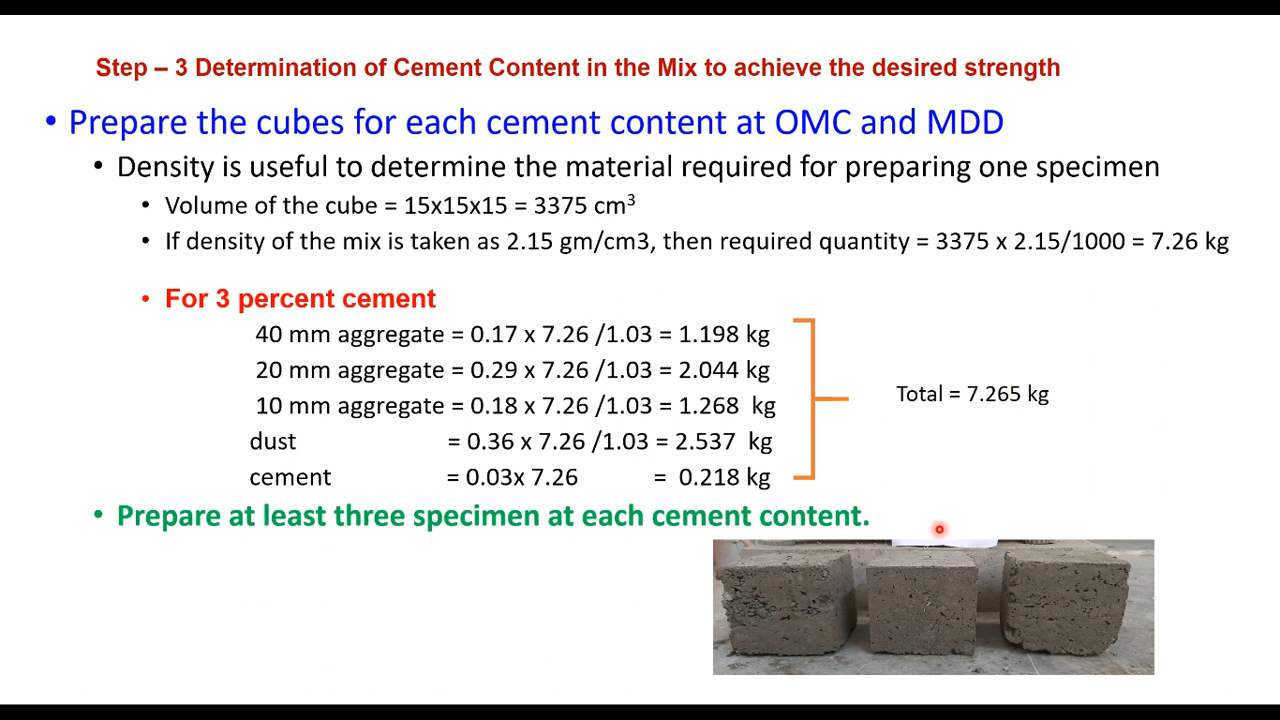 Step – 3 Determination of Cement Content in the Mix to achieve the desired strength
• Prepare the cubes for each cement content at OMC and MDD
• Density is useful to determine the material required for preparing one specimen
• Volume of the cube = 15x15x15 = 3375 cm³
• If density of the mix is taken as 2.15 gm/cm3, then required quantity = 3375 x 2.15/1000 = 7.26 kg
• For 3 percent cement
40 mm aggregate = 0.17 x 7.26 /1.03 = 1.198 kg
20 mm aggregate = 0.29 x 7.26 /1.03 = 2.044 kg
10 mm aggregate = 0.18 x 7.26 /1.03 = 1.268 kg
dust = 0.36 x 7.26 /1.03 = 2.537 kg
cement = 0.03x 7.26 = 0.218 kg
Total = 7.265 kg
• Prepare at least three specimen at each cement content.